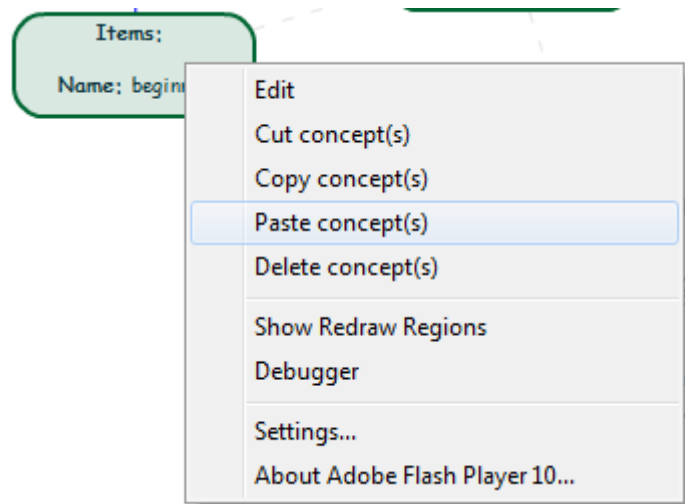 Items:
Name: beginn
Edit
Cut concept(s)
Copy concept(s)
Paste concept(s)
Delete concept(s)
Show Redraw Regions
Debugger
Settings...
About Adobe Flash Player 10...